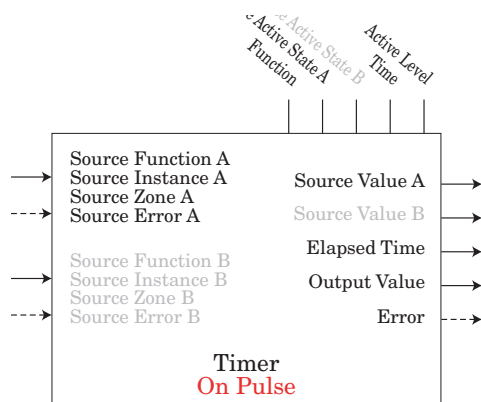 Function
Active State A
Active State B
Time
Active Level
Source Function A
Source Instance A
Source Zone A
Source Error A
Source Function B
Source Instance B
Source Zone B
Source Error B
Source Value A
Source Value B
Elapsed Time
Output Value
Error
Timer
On Pulse